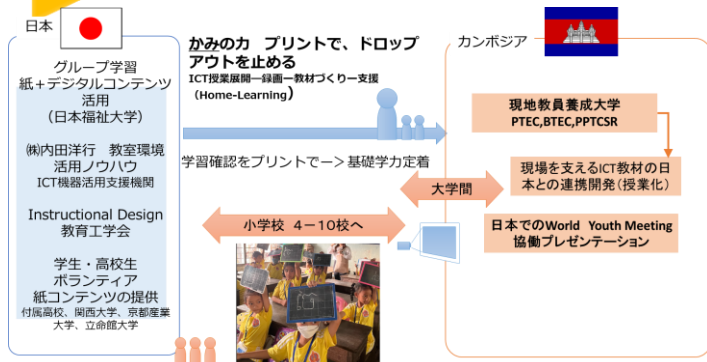 日本
グループ学習
紙＋デジタルコンテンツ
活用
（日本福祉大学）
㈱内田洋行　教室環境
活用ノウハウ
ICT機器活用支援機関
Instructional Design
教育工学会
学生・高校生
ボランティア
紙コンテンツの提供
付属高校、関西大学、京都産業
大学、立命館大学
かみの力　プリントで、ドロップ
アウトを止める
ICT授業展開ー録画ー教材づくりー支援
（Home-Learning）
学習確認をプリントでー＞基礎学力定着
大学間
小学校　４－10校へ
カンボジア
現地教員養成大学
PTEC,BTEC,PPTCSR
現場を支えるICT教材の日
本との連携開発（授業化）
日本でのWorld　Youth Meeting
協働プレゼンテーション